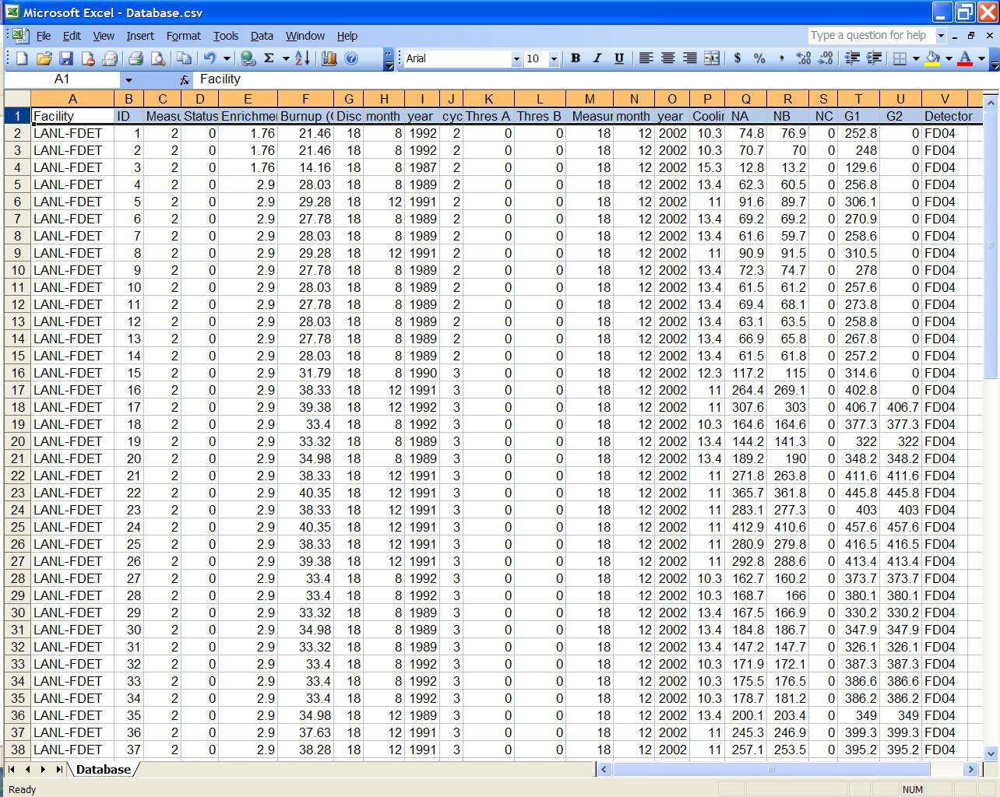 Microsoft Excel - Database.csv
File Edit View Insert Format Tools Data Window Help Type a question for help
Arial 10 B I U $ % ,
A1 fx Facility
A B C D E F G H I J K L M N O P Q R S T U V
1 Facility ID Measu Status Enrichme Burnup (G Disc month year cyc Thres A Thres B Measur month year Coolin NA NB NC G1 G2 Detector
2 LANL-FDET 1 2 0 1.76 21.46 18 8 1992 2 0 0 18 12 2002 10.3 74.8 76.9 0 252.8 0 FD04
3 LANL-FDET 2 2 0 1.76 21.46 18 8 1992 2 0 0 18 12 2002 10.3 70.7 70 0 248 0 FD04
4 LANL-FDET 3 2 0 1.76 14.16 18 8 1987 2 0 0 18 12 2002 15.3 12.8 13.2 0 129.6 0 FD04
5 LANL-FDET 4 2 0 2.9 28.03 18 8 1989 2 0 0 18 12 2002 13.4 62.3 60.5 0 256.8 0 FD04
6 LANL-FDET 5 2 0 2.9 29.28 18 12 1991 2 0 0 18 12 2002 11 91.6 89.7 0 306.1 0 FD04
7 LANL-FDET 6 2 0 2.9 27.78 18 8 1989 2 0 0 18 12 2002 13.4 69.2 69.2 0 270.9 0 FD04
8 LANL-FDET 7 2 0 2.9 28.03 18 8 1989 2 0 0 18 12 2002 13.4 61.6 59.7 0 258.6 0 FD04
9 LANL-FDET 8 2 0 2.9 29.28 18 12 1991 2 0 0 18 12 2002 11 90.9 91.5 0 310.5 0 FD04
10 LANL-FDET 9 2 0 2.9 27.78 18 8 1989 2 0 0 18 12 2002 13.4 72.3 74.7 0 278 0 FD04
11 LANL-FDET 10 2 0 2.9 28.03 18 8 1989 2 0 0 18 12 2002 13.4 61.5 61.2 0 257.6 0 FD04
12 LANL-FDET 11 2 0 2.9 27.78 18 8 1989 2 0 0 18 12 2002 13.4 69.4 68.1 0 273.8 0 FD04
13 LANL-FDET 12 2 0 2.9 28.03 18 8 1989 2 0 0 18 12 2002 13.4 63.1 63.5 0 258.8 0 FD04
14 LANL-FDET 13 2 0 2.9 27.78 18 8 1989 2 0 0 18 12 2002 13.4 66.9 65.8 0 267.8 0 FD04
15 LANL-FDET 14 2 0 2.9 28.03 18 8 1989 2 0 0 18 12 2002 13.4 61.5 61.8 0 257.2 0 FD04
16 LANL-FDET 15 2 0 2.9 31.79 18 8 1990 3 0 0 18 12 2002 12.3 117.2 115 0 314.6 0 FD04
17 LANL-FDET 16 2 0 2.9 38.33 18 12 1991 3 0 0 18 12 2002 11 264.4 269.1 0 402.8 0 FD04
18 LANL-FDET 17 2 0 2.9 39.38 18 12 1992 3 0 0 18 12 2002 11 307.6 303 0 406.7 406.7 FD04
19 LANL-FDET 18 2 0 2.9 33.4 18 8 1992 3 0 0 18 12 2002 10.3 164.6 164.6 0 377.3 377.3 FD04
20 LANL-FDET 19 2 0 2.9 33.32 18 8 1989 3 0 0 18 12 2002 13.4 144.2 141.3 0 322 322 FD04
21 LANL-FDET 20 2 0 2.9 34.98 18 8 1989 3 0 0 18 12 2002 13.4 189.2 190 0 348.2 348.2 FD04
22 LANL-FDET 21 2 0 2.9 38.33 18 12 1991 3 0 0 18 12 2002 11 271.8 263.8 0 411.6 411.6 FD04
23 LANL-FDET 22 2 0 2.9 40.35 18 12 1991 3 0 0 18 12 2002 11 365.7 361.8 0 445.8 445.8 FD04
24 LANL-FDET 23 2 0 2.9 38.33 18 12 1991 3 0 0 18 12 2002 11 283.1 277.3 0 403 403 FD04
25 LANL-FDET 24 2 0 2.9 40.35 18 12 1991 3 0 0 18 12 2002 11 412.9 410.6 0 457.6 457.6 FD04
26 LANL-FDET 25 2 0 2.9 38.33 18 12 1991 3 0 0 18 12 2002 11 280.9 279.8 0 416.5 416.5 FD04
27 LANL-FDET 26 2 0 2.9 39.38 18 12 1991 3 0 0 18 12 2002 11 292.8 288.6 0 413.4 413.4 FD04
28 LANL-FDET 27 2 0 2.9 33.4 18 8 1992 3 0 0 18 12 2002 10.3 162.7 160.2 0 373.7 373.7 FD04
29 LANL-FDET 28 2 0 2.9 33.4 18 8 1992 3 0 0 18 12 2002 10.3 168.7 166 0 380.1 380.1 FD04
30 LANL-FDET 29 2 0 2.9 33.32 18 8 1989 3 0 0 18 12 2002 13.4 167.5 166.9 0 330.2 330.2 FD04
31 LANL-FDET 30 2 0 2.9 34.98 18 8 1989 3 0 0 18 12 2002 13.4 184.8 186.7 0 347.9 347.9 FD04
32 LANL-FDET 31 2 0 2.9 33.32 18 8 1989 3 0 0 18 12 2002 13.4 147.2 147.7 0 326.1 326.1 FD04
33 LANL-FDET 32 2 0 2.9 33.4 18 8 1992 3 0 0 18 12 2002 10.3 171.9 172.1 0 387.3 387.3 FD04
34 LANL-FDET 33 2 0 2.9 33.4 18 8 1992 3 0 0 18 12 2002 10.3 175.5 176.5 0 386.6 386.6 FD04
35 LANL-FDET 34 2 0 2.9 33.4 18 8 1992 3 0 0 18 12 2002 10.3 178.7 181.2 0 386.2 386.2 FD04
36 LANL-FDET 35 2 0 2.9 34.98 18 12 1989 3 0 0 18 12 2002 13.4 200.1 203.4 0 349 349 FD04
37 LANL-FDET 36 2 0 2.9 37.63 18 12 1991 3 0 0 18 12 2002 11 245.3 246.9 0 399.3 399.3 FD04
38 LANL-FDET 37 2 0 2.9 38.28 18 12 1991 3 0 0 18 12 2002 11 257.1 253.5 0 395.2 395.2 FD04
Database
Ready NUM